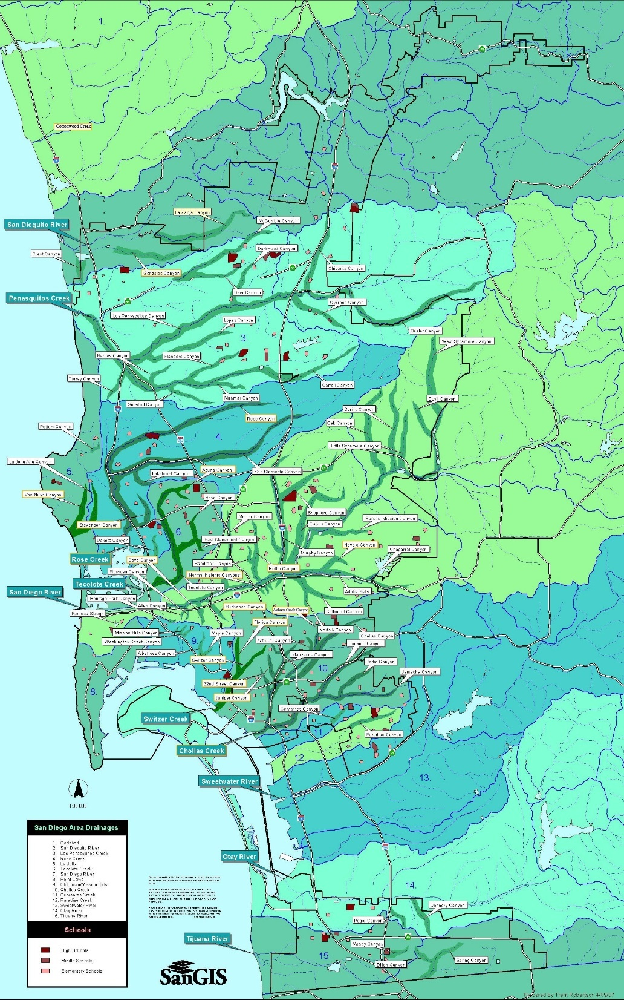 1.
Cottonwood Creek
2.
La Zanja Canyon
McGonigle Canyon
San Dieguito River
Crest Canyon
Darkwood Canyon
Gonzales Canyon
Chicarita Canyon
Deer Canyon
Penasquitos Creek
Cypress Canyon
Los Penasquitos Canyon
Lopez Canyon
Beeler Canyon
3.
West Sycamore Canyon
Barnes Canyon
Flanders Canyon
Torrey Canyon
Carroll Canyon
Soledad Canyon
Miramar Canyon
Quail Canyon
Rose Canyon
Spring Canyon
Oak Canyon
Pottery Canyon
4.
7.
Little Sycamore Canyon
La Jolla Alta Canyon
5.
Lakehurst Canyon
Acuna Canyon
San Clemente Canyon
Van Nuys Canyon
Boyd Canyon
Shepherd Canyon
Murray Canyon
Rancho Mission Canyon
Stevenson Canyon
Elanus Canyon
6.
Dakota Canyon
East Clairemont Canyon
Navajo Canyon
Chaparral Canyon
Murphy Canyon
Rose Creek
Dove Canyon
Sandrock Canyon
Ruffin Canyon
Plumosa Canyon
Normal Heights Canyons
Tecolote Creek
Tecolote Canyon
San Diego River
Adobe Falls
Heritage Park Canyon
Allen Canyon
Buchanan Canyon
Auburn Creek Canyon
Collwood Canyon
Famosa Slough
Florida Canyon
Norfolk Canyon
Mission Hills Canyon
Maple Canyon
Chollas Canyon
Washington Street Canyon
9.
47th St. Canyon
Encanto Canyon
Albatross Canyon
Manzanita Canyon
Switzer Canyon
Radio Canyon
10.
Jamacha Canyon
8.
32nd Street Canyon
Juniper Canyon
Cervantes Canyon
Switzer Creek
11
Paradise Canyon
Chollas Creek
12.
13.
Sweetwater River
1:80,000
San Diego Area Drainages
1. Carlsbad
2. San Dieguito River
3. Los Penasquitos Creek
4. Rose Creek
5. La Jolla
6. Tecolote Creek
7. San Diego River
8. Point Loma
9. Old Town/Mission Hills
10. Chollas Creek
11. Cervantes Creek
12. Paradise Creek
13. Sweetwater River
14. Otay River
15. Tijuana River
Schools
High Schools
Middle Schools
Elementary Schools
Otay River
14.
Dennery Canyon
Poggi Canyon
Tijuana River
Moody Canyon
15.
Spring Canyon
Dillon Canyon
SanGIS
Prepared by Trent Robertson 4/09/07